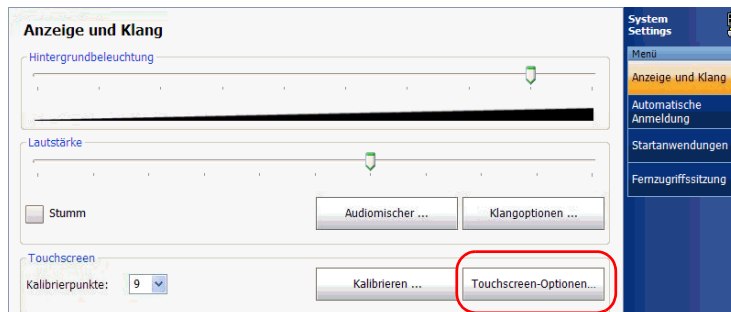 Anzeige und Klang
Hintergrundbeleuchtung
Lautstärke
Stumm
Audiomischer ...
Klangoptionen ...
Touchscreen
Kalibrierpunkte:
9
Kalibrieren ...
Touchscreen-Optionen...
System
Settings
Menü
Anzeige und Klang
Automatische
Anmeldung
Startanwendungen
Fernzugriffssitzung